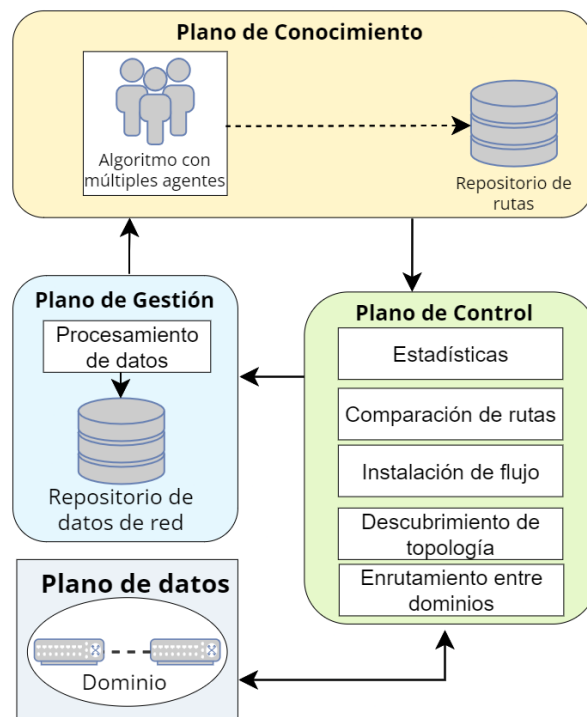 Plano de Conocimiento
Algoritmo con
múltiples agentes
Repositorio de
rutas
Plano de Gestión
Procesamiento
de datos
Repositorio de
datos de red
Plano de Control
Estadísticas
Comparación de rutas
Instalación de flujo
Descubrimiento de
topología
Enrutamiento entre
dominios
Plano de datos
Dominio